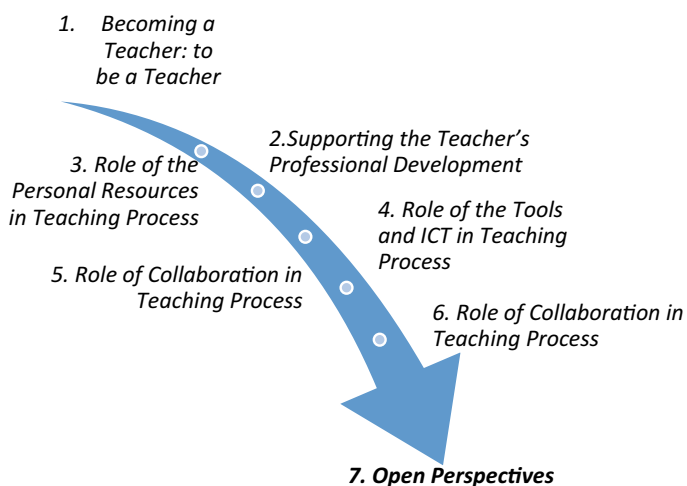 1. Becoming a
Teacher: to
be a Teacher
2.Supporting the Teacher's
Professional Development
3. Role of the
Personal Resources
in Teaching Process
4. Role of the Tools
and ICT in Teaching
Process
5. Role of Collaboration in
Teaching Process
6. Role of Collaboration in
Teaching Process
7. Open Perspectives